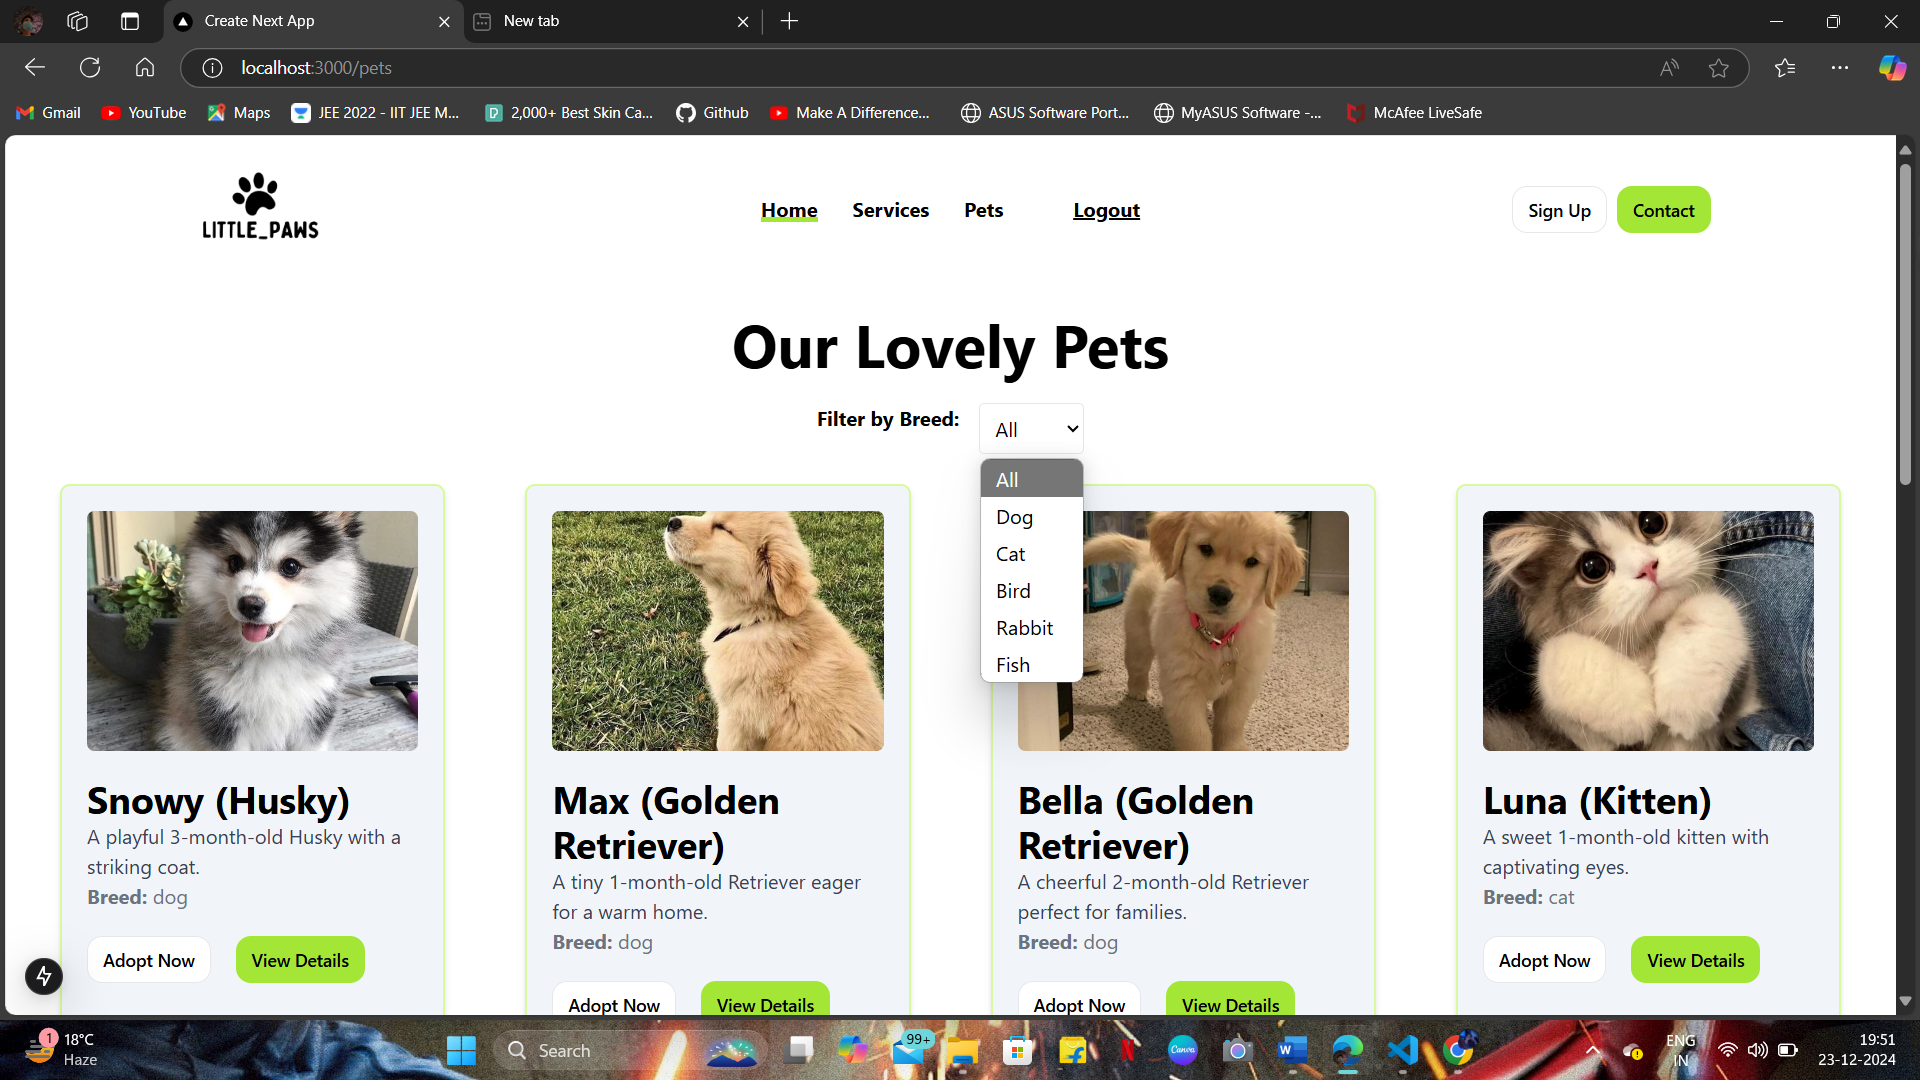 Create Next App
New tab
localhost:3000/pets
Gmail
YouTube
Maps
JEE 2022 - IIT JEE M...
2,000+ Best Skin Ca...
Github
Make A Difference...
ASUS Software Port...
MyASUS Software -...
McAfee LiveSafe
LITTLE_PAWS
Home
Services
Pets
Logout
Sign Up
Contact
Our Lovely Pets
Filter by Breed:
All
All
Dog
Cat
Bird
Rabbit
Fish
Snowy (Husky)
A playful 3-month-old Husky with a
striking coat.
Breed: dog
Adopt Now
View Details
Max (Golden
Retriever)
A tiny 1-month-old Retriever eager
for a warm home.
Breed: dog
Adopt Now
View Details
Bella (Golden
Retriever)
A cheerful 2-month-old Retriever
perfect for families.
Breed: dog
Adopt Now
View Details
Luna (Kitten)
A sweet 1-month-old kitten with
captivating eyes.
Breed: cat
Adopt Now
View Details
1
18°C
Haze
Search
99+
Canva
ENG
IN
19:51
23-12-2024